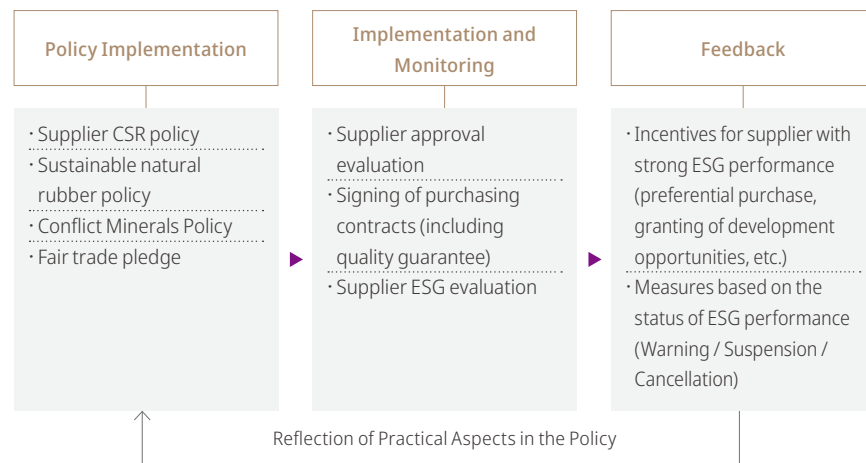 Policy Implementation
· Supplier CSR policy
· Sustainable natural
rubber policy
· Conflict Minerals Policy
· Fair trade pledge
Implementation and
Monitoring
· Supplier approval
evaluation
· Signing of purchasing
contracts (including
quality guarantee)
· Supplier ESG evaluation
Feedback
· Incentives for supplier with
strong ESG performance
(preferential purchase,
granting of development
opportunities, etc.)
· Measures based on the
status of ESG performance
(Warning / Suspension /
Cancellation)
Reflection of Practical Aspects in the Policy